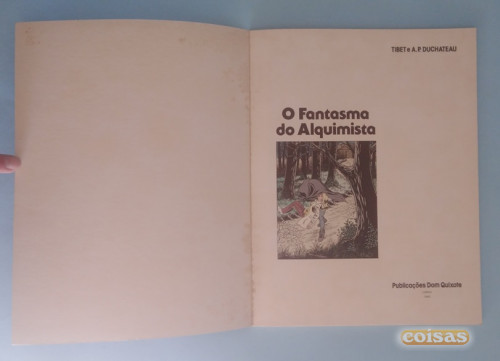 TIBET e A. P. DUCHATEAU
O Fantasma
do Alquimista
Publicações Dom Quixote
coisas